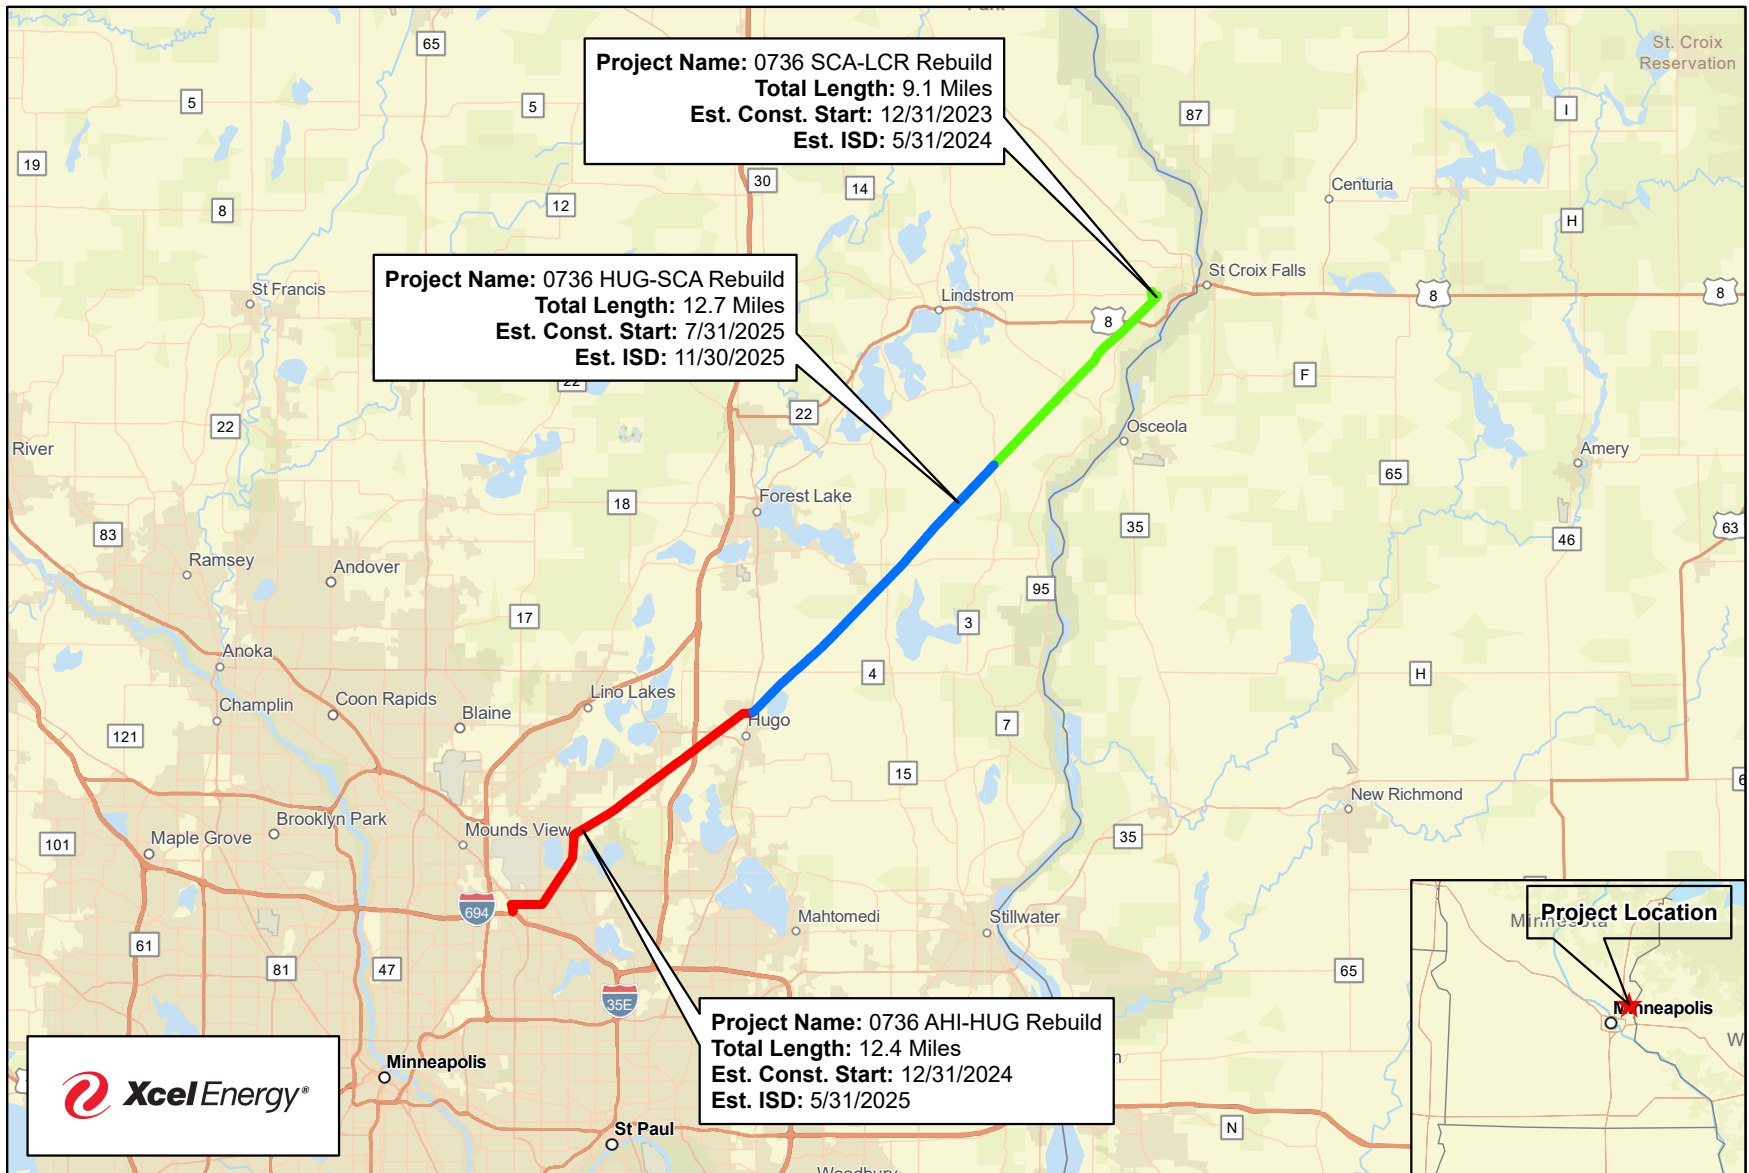 Park
St. Croix
Reservation
65
5
5
19
8
12
30
14
87
I
H
Project Name: 0736 SCA-LCR Rebuild
Total Length: 9.1 Miles
Est. Const. Start: 12/31/2023
Est. ISD: 5/31/2024
Centuria
St Croix Falls
8
8
Project Name: 0736 HUG-SCA Rebuild
Total Length: 12.7 Miles
Est. Const. Start: 7/31/2025
Est. ISD: 11/30/2025
St Francis
Lindstrom
8
22
22
22
F
River
Osceola
Amery
65
18
Forest Lake
83
35
46
63
Ramsey
Andover
95
17
3
Anoka
4
H
Champlin
Coon Rapids
Blaine
Lino Lakes
Hugo
7
121
15
New Richmond
Brooklyn Park
Mounds View
Maple Grove
101
35
694
Mahtomedi
Stillwater
61
81
47
65
35E
Project Name: 0736 AHI-HUG Rebuild
Total Length: 12.4 Miles
Est. Const. Start: 12/31/2024
Est. ISD: 5/31/2025
Minneapolis
St Paul
Woodbury
N
Xcel Energy®
Minnesota
Project Location
Minneapolis
W